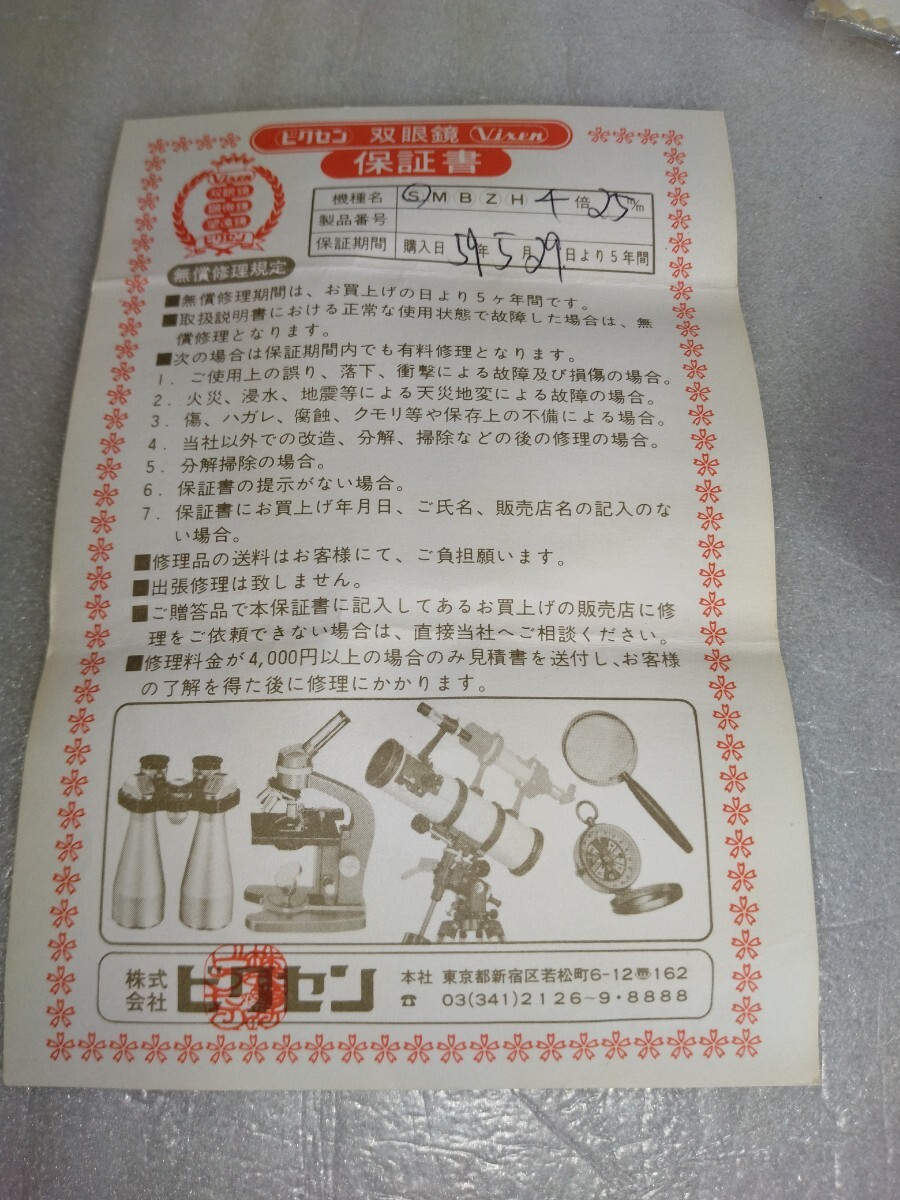 ビクセン 双眼鏡 Vixen
保証書
Vixen
双眼鏡
顕微鏡
望遠鏡
機種名 Ⓢ Ⓜ Ⓑ Ⓩ Ⓗ 4 倍 25 m/m
製品番号
保証期間 購入日 59年 5月 29日より5年間
無償修理規定
■無償修理期間は、お買上げの日より5ヶ年間です。
■取扱説明書における正常な使用状態で故障した場合は、無
償修理となります。
■次の場合は保証期間内でも有料修理となります。
1. ご使用上の誤り、落下、衝撃による故障及び損傷の場合。
2. 火災、浸水、地震等による天災地変による故障の場合。
3. 傷、ハガレ、腐蝕、クモリ等や保存上の不備による場合。
4. 当社以外での改造、分解、掃除などの後の修理の場合。
5. 分解掃除の場合。
6. 保証書の提示がない場合。
7. 保証書にお買上げ年月日、ご氏名、販売店名の記入のな
い場合。
■修理品の送料はお客様にて、ご負担願います。
■出張修理は致しません。
■ご贈答品で本保証書に記入してあるお買上げの販売店に修
理をご依頼できない場合は、直接当社へご相談ください。
■修理料金が4,000円以上の場合のみ見積書を送付し、お客様
の了解を得た後に修理にかかります。
株式会社 ビクセン
本社 東京都新宿区若松町6-12〠162
☎ 03(341)2126~9・8888